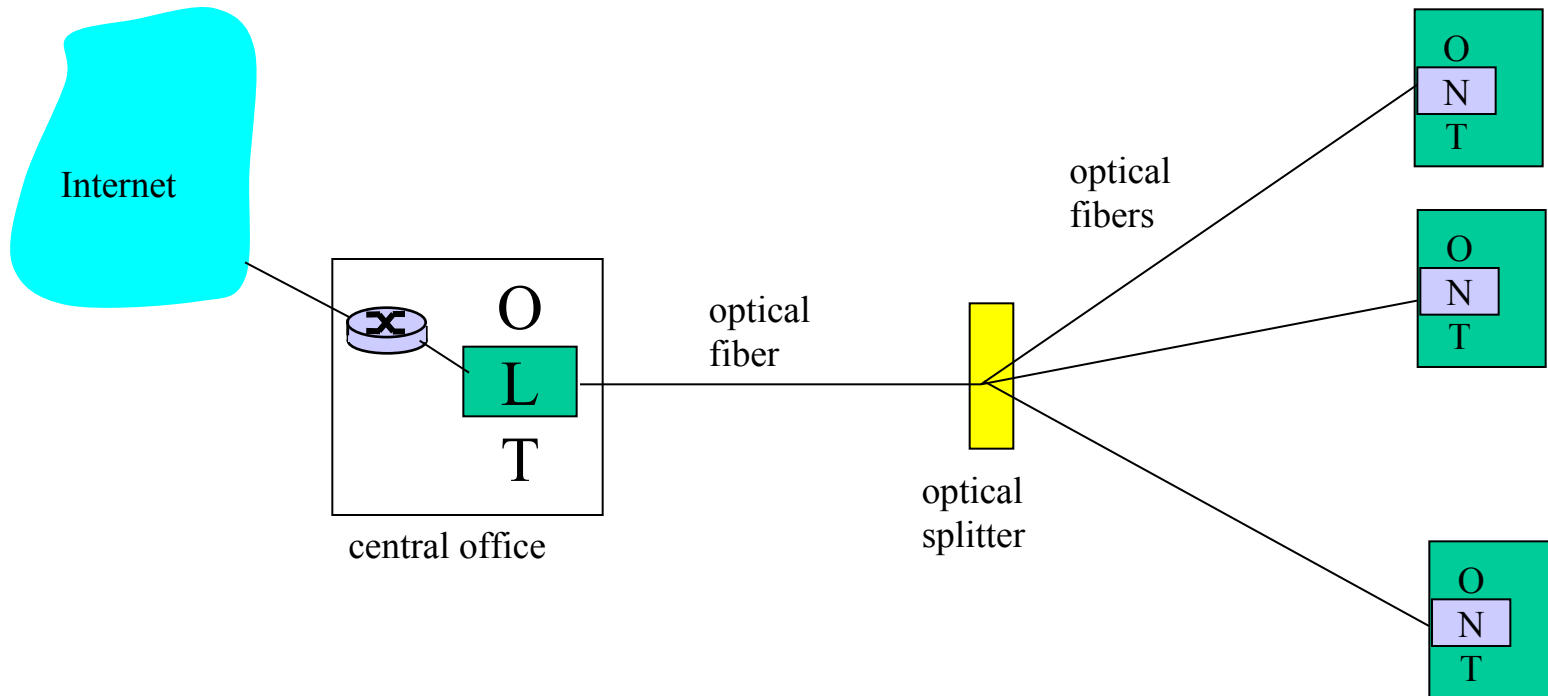 Internet
O
L
T
central office
optical
fiber
optical
splitter
optical
fibers
O
N
T
O
N
T
O
N
T